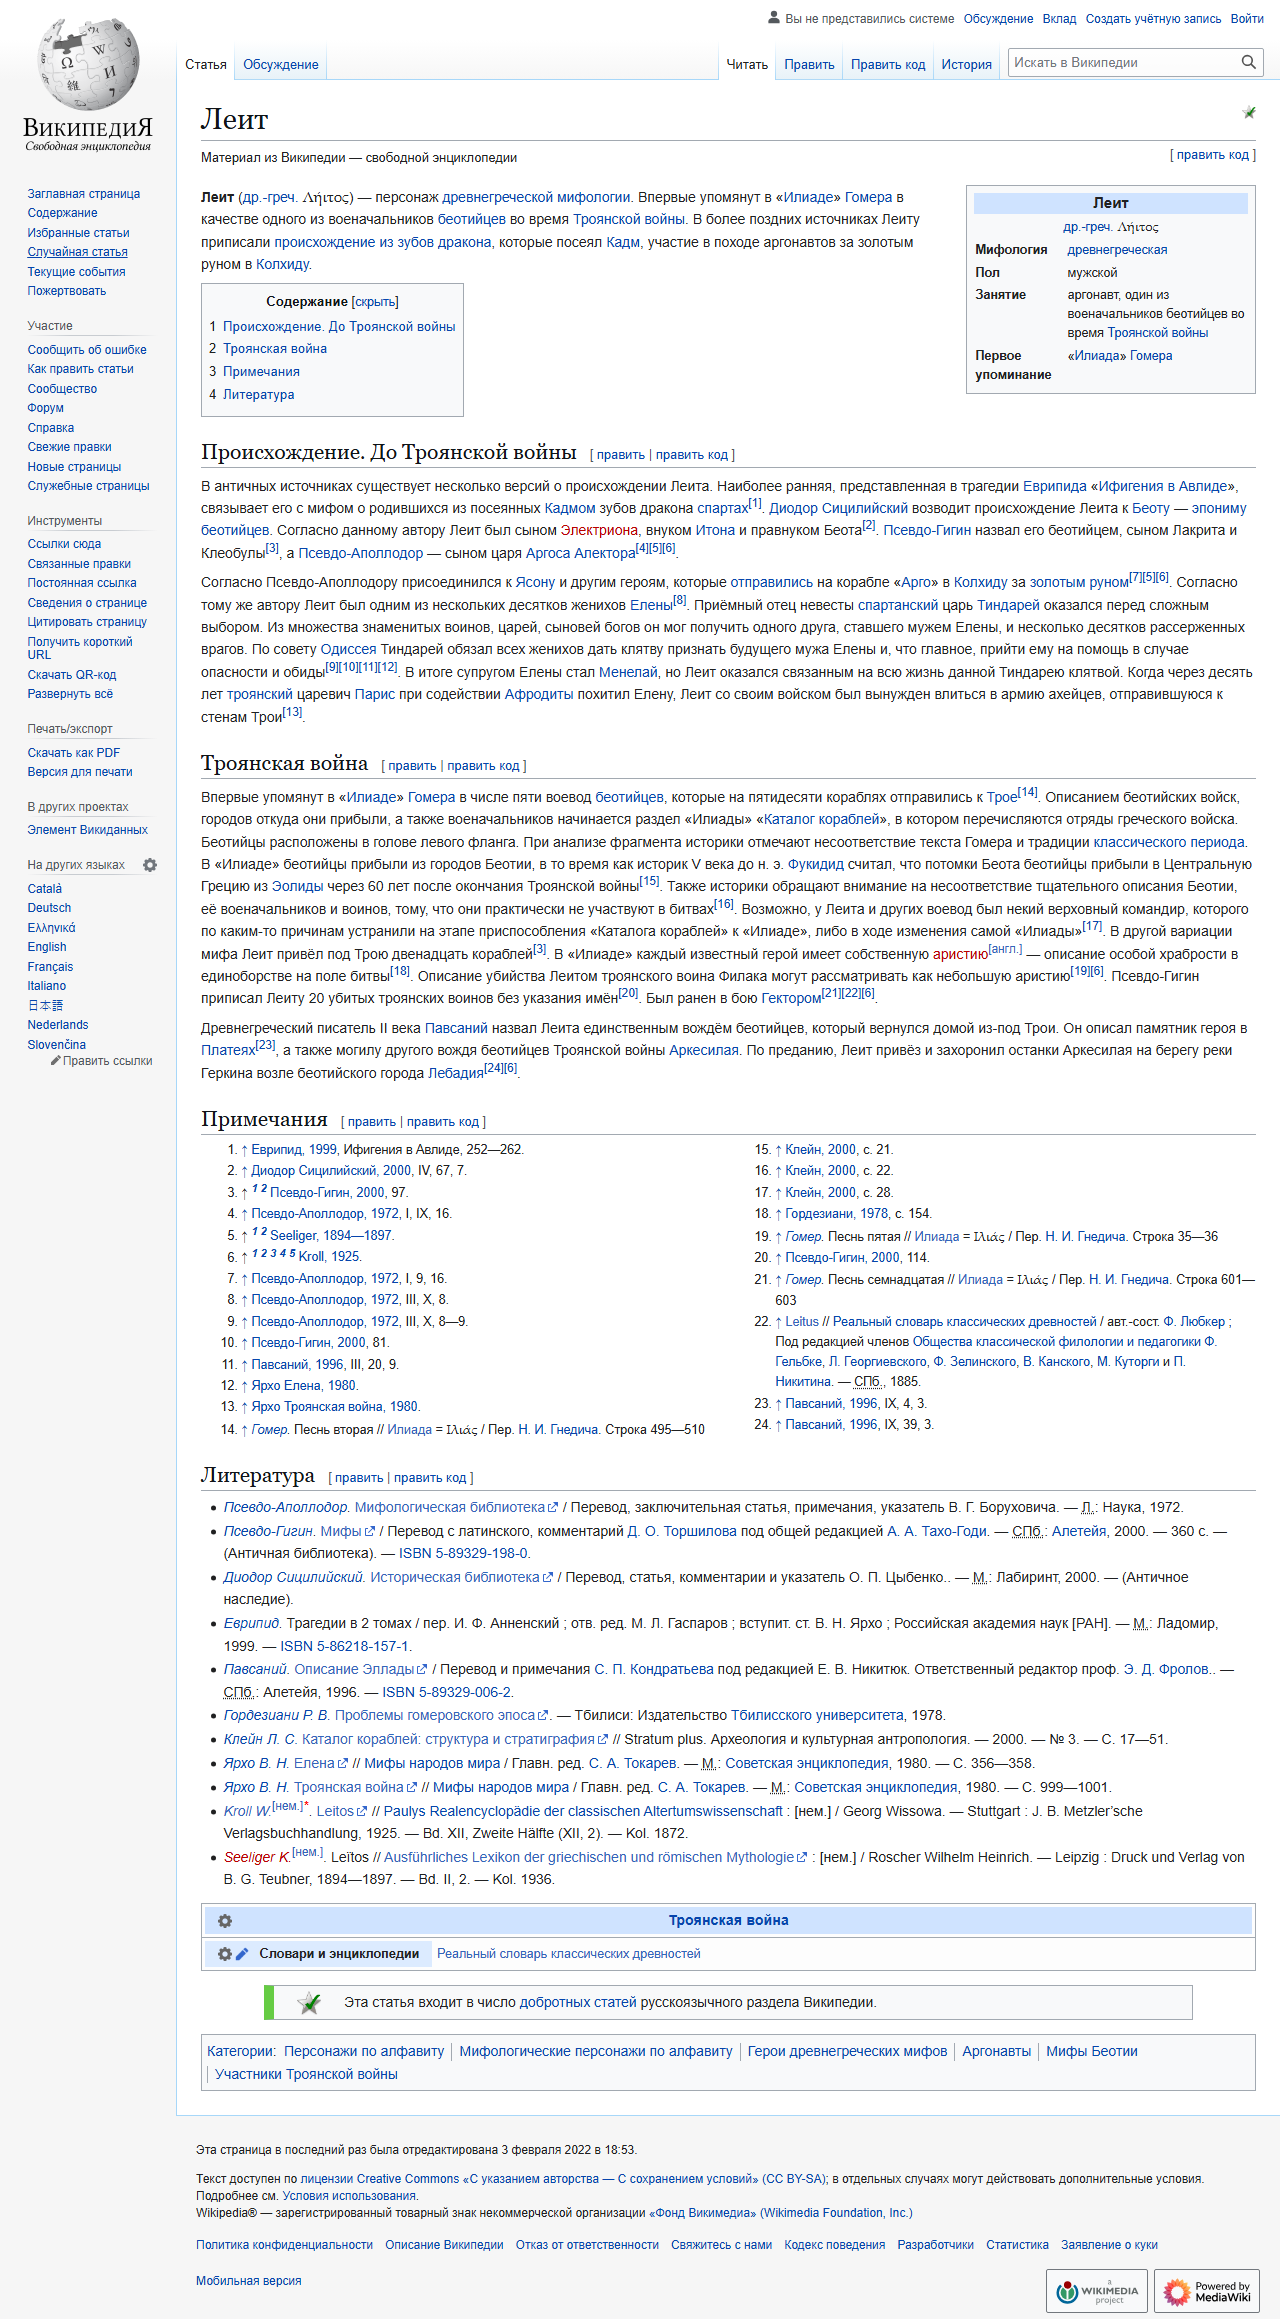 Вы не представились системе Обсуждение Вклад Создать учётную запись Войти
Статья Обсуждение Читать Править Править код История Искать в Википедии
ВикипедиЯ
Свободная энциклопедия
Заглавная страница
Содержание
Избранные статьи
Случайная статья
Текущие события
Пожертвовать
Участие
Сообщить об ошибке
Как править статьи
Сообщество
Форум
Справка
Свежие правки
Новые страницы
Служебные страницы
Инструменты
Ссылки сюда
Связанные правки
Постоянная ссылка
Сведения о странице
Цитировать страницу
Получить короткий
URL
Скачать QR-код
Развернуть всё
Печать/экспорт
Скачать как PDF
Версия для печати
В других проектах
Элемент Викиданных
На других языках
Català
Deutsch
Ελληνικά
English
Français
Italiano
日本語
Nederlands
Slovenčina
Править ссылки
Леит
Материал из Википедии — свободной энциклопедии
[ править код ]
Леит (др.-греч. Λήιτος) — персонаж древнегреческой мифологии. Впервые упомянут в «Илиаде» Гомера в
качестве одного из военачальников беотийцев во время Троянской войны. В более поздних источниках Леиту
приписали происхождение из зубов дракона, которые посеял Кадм, участие в походе аргонавтов за золотым
руном в Колхиду.
Леит
др.-греч. Λήιτος
Мифология древнегреческая
Пол мужской
Занятие аргонавт, один из
военачальников беотийцев во
время Троянской войны
Первое «Илиада» Гомера
упоминание
Содержание [скрыть]
1 Происхождение. До Троянской войны
2 Троянская война
3 Примечания
4 Литература
Происхождение. До Троянской войны [ править | править код ]
В античных источниках существует несколько версий о происхождении Леита. Наиболее ранняя, представленная в трагедии Еврипида «Ифигения в Авлиде»,
связывает его с мифом о родившихся из посеянных Кадмом зубов дракона спартах[1]. Диодор Сицилийский возводит происхождение Леита к Беоту — эпониму
беотийцев. Согласно данному автору Леит был сыном Электриона, внуком Итона и правнуком Беота[2]. Псевдо-Гигин назвал его беотийцем, сыном Лакрита и
Клеобулы[3], а Псевдо-Аполлодор — сыном царя Аргоса Алектора[4][5][6].
Согласно Псевдо-Аполлодору присоединился к Ясону и другим героям, которые отправились на корабле «Арго» в Колхиду за золотым руном[7][5][6]. Согласно
тому же автору Леит был одним из нескольких десятков женихов Елены[8]. Приёмный отец невесты спартанский царь Тиндарей оказался перед сложным
выбором. Из множества знаменитых воинов, царей, сыновей богов он мог получить одного друга, ставшего мужем Елены, и несколько десятков рассерженных
врагов. По совету Одиссея Тиндарей обязал всех женихов дать клятву признать будущего мужа Елены и, что главное, прийти ему на помощь в случае
опасности и обиды[9][10][11][12]. В итоге супругом Елены стал Менелай, но Леит оказался связанным на всю жизнь данной Тиндарею клятвой. Когда через десять
лет троянский царевич Парис при содействии Афродиты похитил Елену, Леит со своим войском был вынужден влиться в армию ахейцев, отправившуюся к
стенам Трои[13].
Троянская война [ править | править код ]
Впервые упомянут в «Илиаде» Гомера в числе пяти воевод беотийцев, которые на пятидесяти кораблях отправились к Трое[14]. Описанием беотийских войск,
городов откуда они прибыли, а также военачальников начинается раздел «Илиады» «Каталог кораблей», в котором перечисляются отряды греческого войска.
Беотийцы расположены в голове левого фланга. При анализе фрагмента историки отмечают несоответствие текста Гомера и традиции классического периода.
В «Илиаде» беотийцы прибыли из городов Беотии, в то время как историк V века до н. э. Фукидид считал, что потомки Беота беотийцы прибыли в Центральную
Грецию из Эолиды через 60 лет после окончания Троянской войны[15]. Также историки обращают внимание на несоответствие тщательного описания Беотии,
её военачальников и воинов, тому, что они практически не участвуют в битвах[16]. Возможно, у Леита и других воевод был некий верховный командир, которого
по каким-то причинам устранили на этапе приспособления «Каталога кораблей» к «Илиаде», либо в ходе изменения самой «Илиады»[17]. В другой вариации
мифа Леит привёл под Трою двенадцать кораблей[3]. В «Илиаде» каждый известный герой имеет собственную аристию[англ.] — описание особой храбрости в
единоборстве на поле битвы[18]. Описание убийства Леитом троянского воина Филака могут рассматривать как небольшую аристию[19][6]. Псевдо-Гигин
приписал Леиту 20 убитых троянских воинов без указания имён[20]. Был ранен в бою Гектором[21][22][6].
Древнегреческий писатель II века Павсаний назвал Леита единственным вождём беотийцев, который вернулся домой из-под Трои. Он описал памятник героя в
Платеях[23], а также могилу другого вождя беотийцев Троянской войны Аркесилая. По преданию, Леит привёз и захоронил останки Аркесилая на берегу реки
Геркина возле беотийского города Лебадия[24][6].
Примечания [ править | править код ]
1. ↑ Еврипид, 1999, Ифигения в Авлиде, 252—262.
2. ↑ Диодор Сицилийский, 2000, IV, 67, 7.
3. ↑ 1 2 Псевдо-Гигин, 2000, 97.
4. ↑ Псевдо-Аполлодор, 1972, I, IX, 16.
5. ↑ 1 2 Seeliger, 1894—1897.
6. ↑ 1 2 3 4 5 Kroll, 1925.
7. ↑ Псевдо-Аполлодор, 1972, I, 9, 16.
8. ↑ Псевдо-Аполлодор, 1972, III, X, 8.
9. ↑ Псевдо-Аполлодор, 1972, III, X, 8—9.
10. ↑ Псевдо-Гигин, 2000, 81.
11. ↑ Павсаний, 1996, III, 20, 9.
12. ↑ Ярхо Елена, 1980.
13. ↑ Ярхо Троянская война, 1980.
14. ↑ Гомер. Песнь вторая // Илиада = Ιλιάς / Пер. Н. И. Гнедича. Строка 495—510
15. ↑ Клейн, 2000, с. 21.
16. ↑ Клейн, 2000, с. 22.
17. ↑ Клейн, 2000, с. 28.
18. ↑ Гордезиани, 1978, с. 154.
19. ↑ Гомер. Песнь пятая // Илиада = Ιλιάς / Пер. Н. И. Гнедича. Строка 35—36
20. ↑ Псевдо-Гигин, 2000, 114.
21. ↑ Гомер. Песнь семнадцатая // Илиада = Ιλιάς / Пер. Н. И. Гнедича. Строка 601—
603
22. ↑ Leitus // Реальный словарь классических древностей / авт.-сост. Ф. Любкер ;
Под редакцией членов Общества классической филологии и педагогики Ф.
Гельбке, Л. Георгиевского, Ф. Зелинского, В. Канского, М. Куторги и П.
Никитина. — СПб., 1885.
23. ↑ Павсаний, 1996, IX, 4, 3.
24. ↑ Павсаний, 1996, IX, 39, 3.
Литература [ править | править код ]
• Псевдо-Аполлодор. Мифологическая библиотека / Перевод, заключительная статья, примечания, указатель В. Г. Боруховича. — Л.: Наука, 1972.
• Псевдо-Гигин. Мифы / Перевод с латинского, комментарий Д. О. Торшилова под общей редакцией А. А. Тахо-Годи. — СПб.: Алетейя, 2000. — 360 с. —
(Античная библиотека). — ISBN 5-89329-198-0.
• Диодор Сицилийский. Историческая библиотека / Перевод, статья, комментарии и указатель О. П. Цыбенко.. — М.: Лабиринт, 2000. — (Античное
наследие).
• Еврипид. Трагедии в 2 томах / пер. И. Ф. Анненский ; отв. ред. М. Л. Гаспаров ; вступит. ст. В. Н. Ярхо ; Российская академия наук [РАН]. — М.: Ладомир,
1999. — ISBN 5-86218-157-1.
• Павсаний. Описание Эллады / Перевод и примечания С. П. Кондратьева под редакцией Е. В. Никитюк. Ответственный редактор проф. Э. Д. Фролов.. —
СПб.: Алетейя, 1996. — ISBN 5-89329-006-2.
• Гордезиани Р. В. Проблемы гомеровского эпоса. — Тбилиси: Издательство Тбилисского университета, 1978.
• Клейн Л. С. Каталог кораблей: структура и стратиграфия // Stratum plus. Археология и культурная антропология. — 2000. — № 3. — С. 17—51.
• Ярхо В. Н. Елена // Мифы народов мира / Главн. ред. С. А. Токарев. — М.: Советская энциклопедия, 1980. — С. 356—358.
• Ярхо В. Н. Троянская война // Мифы народов мира / Главн. ред. С. А. Токарев. — М.: Советская энциклопедия, 1980. — С. 999—1001.
• Kroll W.[нем.]*. Leitos // Paulys Realencyclopädie der classischen Altertumswissenschaft : [нем.] / Georg Wissowa. — Stuttgart : J. B. Metzler’sche
Verlagsbuchhandlung, 1925. — Bd. XII, Zweite Hälfte (XII, 2). — Kol. 1872.
• Seeliger K.[нем.]. Leïtos // Ausführliches Lexikon der griechischen und römischen Mythologie : [нем.] / Roscher Wilhelm Heinrich. — Leipzig : Druck und Verlag von
B. G. Teubner, 1894—1897. — Bd. II, 2. — Kol. 1936.
Троянская война
Словари и энциклопедии Реальный словарь классических древностей
Эта статья входит в число добротных статей русскоязычного раздела Википедии.
Категории: Персонажи по алфавиту Мифологические персонажи по алфавиту Герои древнегреческих мифов Аргонавты Мифы Беотии
Участники Троянской войны
Эта страница в последний раз была отредактирована 3 февраля 2022 в 18:53.
Текст доступен по лицензии Creative Commons «С указанием авторства — С сохранением условий» (CC BY-SA); в отдельных случаях могут действовать дополнительные условия.
Подробнее см. Условия использования.
Wikipedia® — зарегистрированный товарный знак некоммерческой организации «Фонд Викимедиа» (Wikimedia Foundation, Inc.)
Политика конфиденциальности Описание Википедии Отказ от ответственности Свяжитесь с нами Кодекс поведения Разработчики Статистика Заявление о куки
Мобильная версия
a WIKIMEDIA project
Powered by MediaWiki